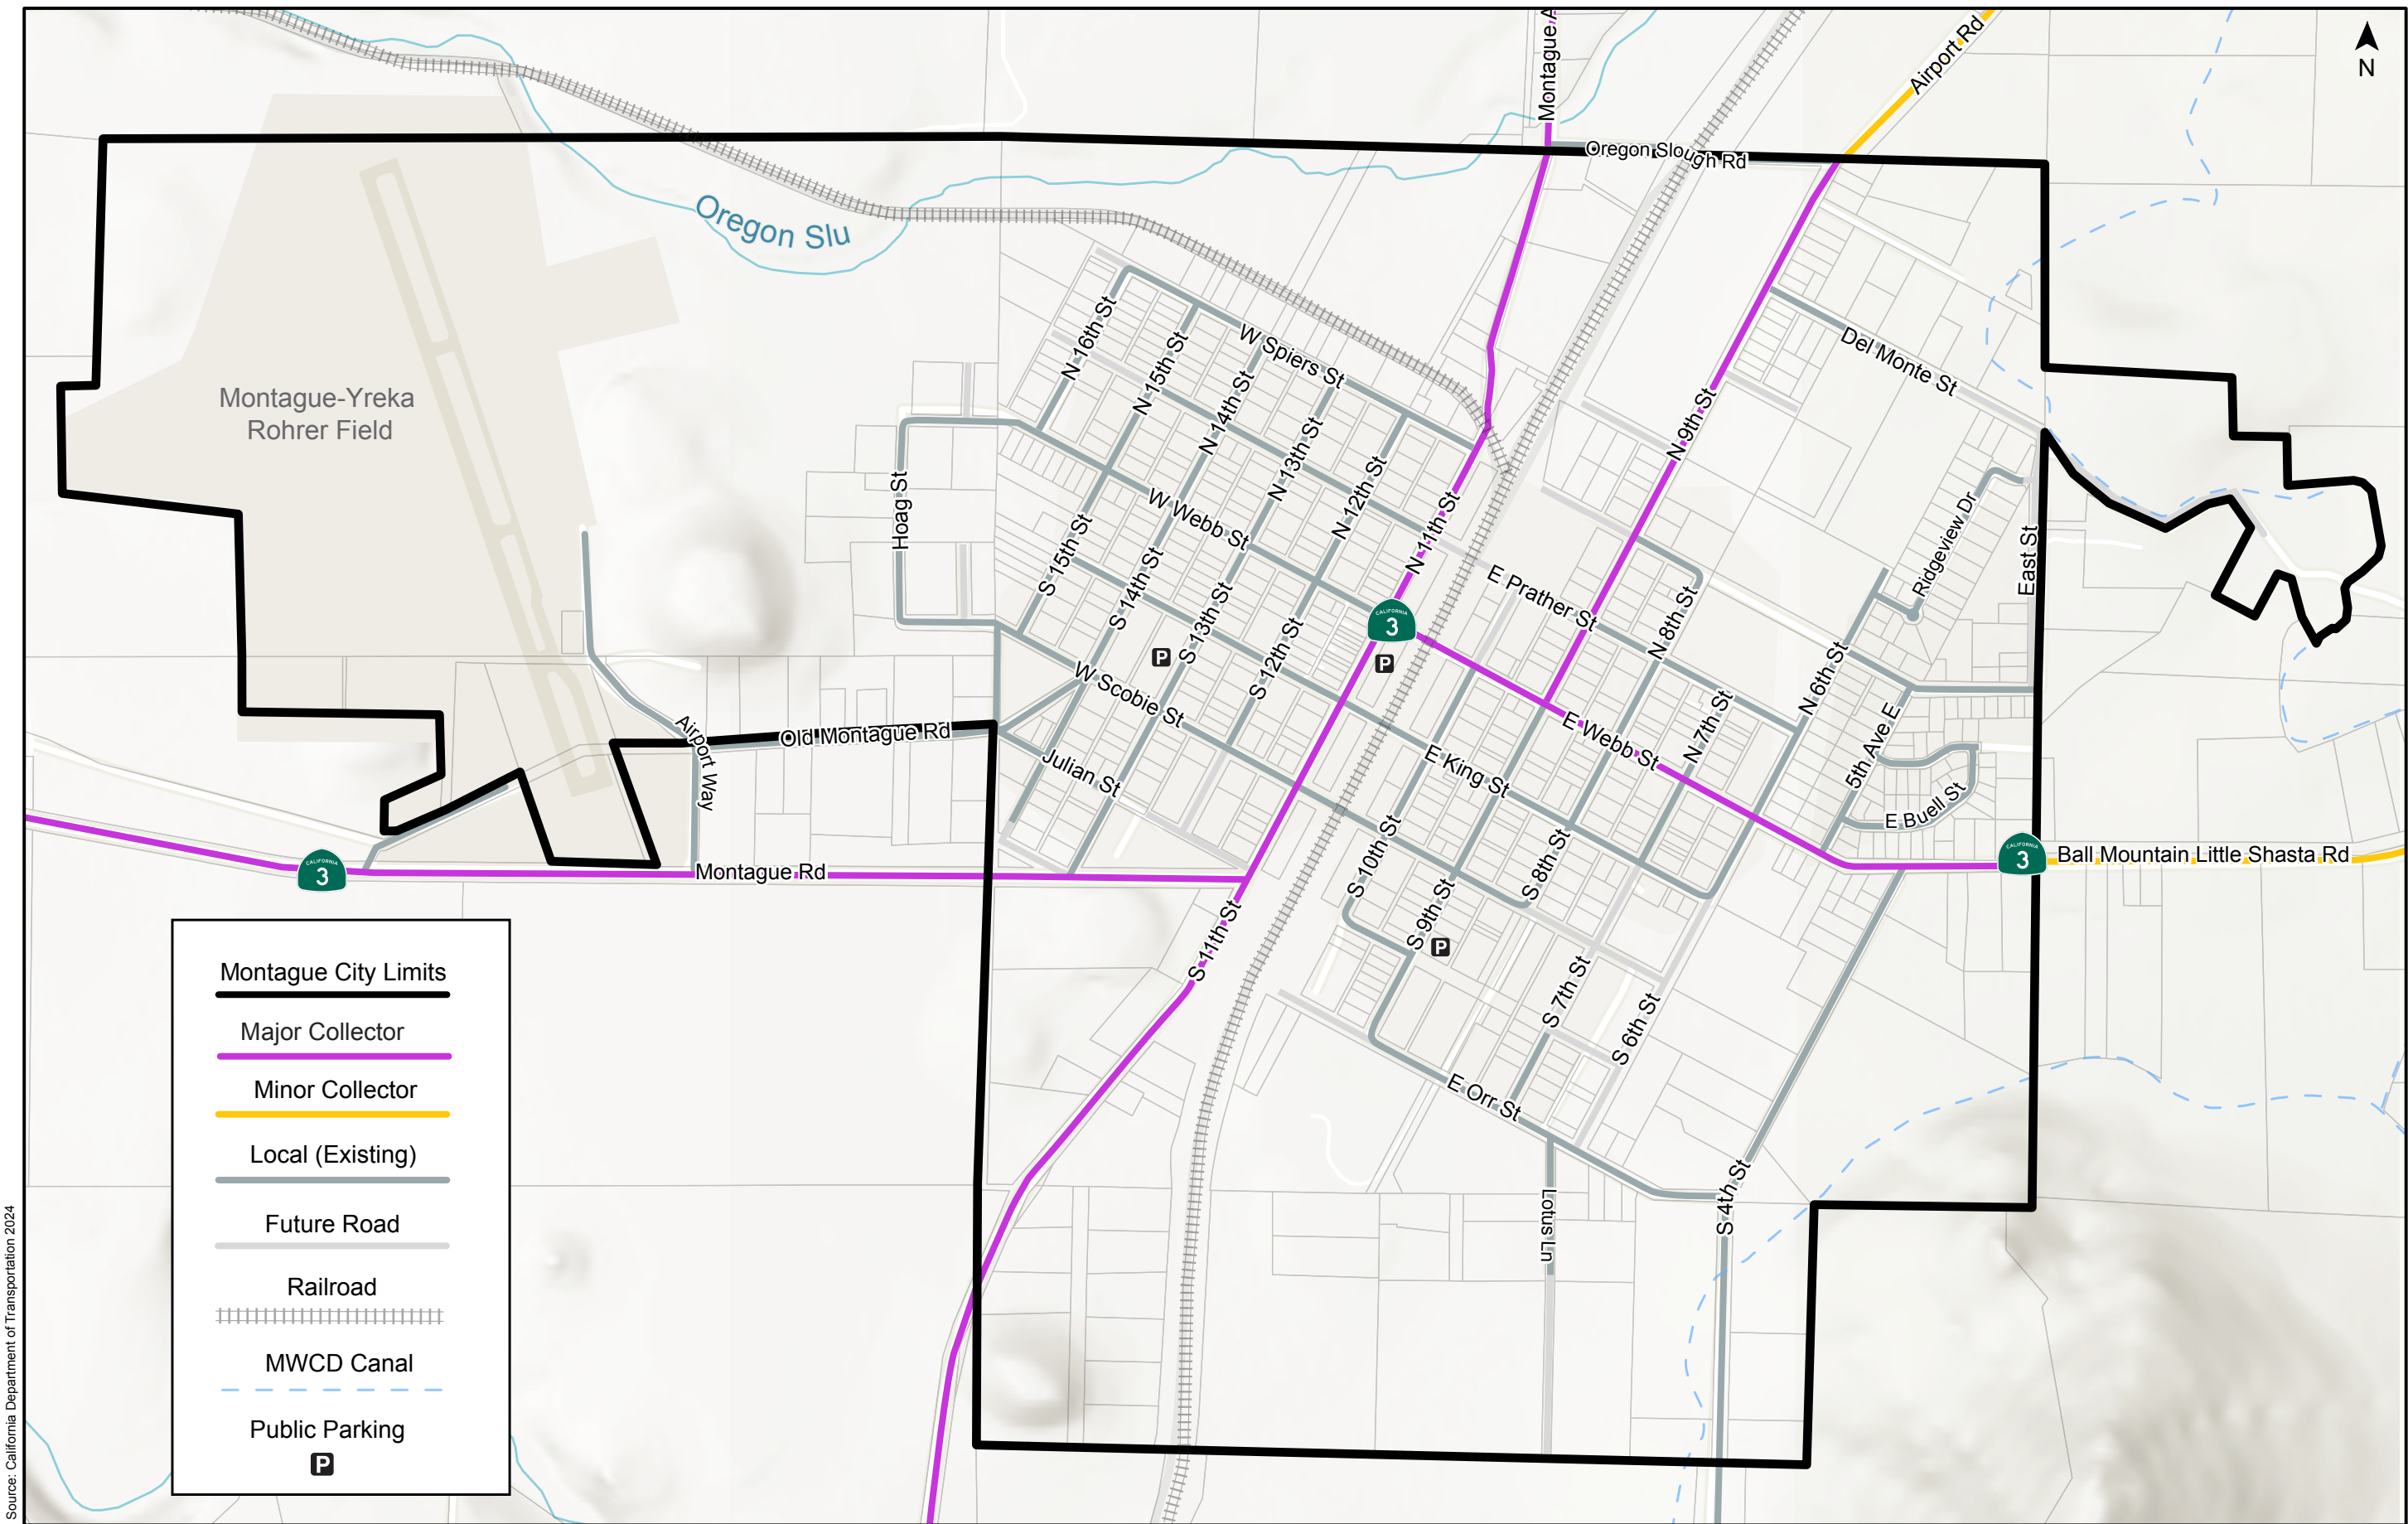 Montague A
Airport Rd
N
Oregon Slough Rd
Oregon Slu
Montague-Yreka
Rohrer Field
N 16th St
N 15th St
N 14th St
N 13th St
N 12th St
W Spiers St
N 11th St
N 9th St
Del Monte St
Hoag St
W Webb St
S 15th St
S 14th St
S 13th St
S 12th St
E Prather St
N 8th St
Ridgeview Dr
East St
CALIFORNIA
3
P
P
W Scobie St
N 6th St
N 7th St
E Webb St
5th Ave E
Airport Way
Old Montague Rd
Julian St
E King St
E Buell St
CALIFORNIA
3
Montague Rd
CALIFORNIA
3
Ball Mountain Little Shasta Rd
S 10th St
S 9th St
S 8th St
P
S 11th St
S 7th St
S 6th St
E Orr St
Lotus Ln
S 4th St
Montague City Limits
Major Collector
Minor Collector
Local (Existing)
Future Road
Railroad
MWCD Canal
Public Parking
P
Source: California Department of Transportation 2024